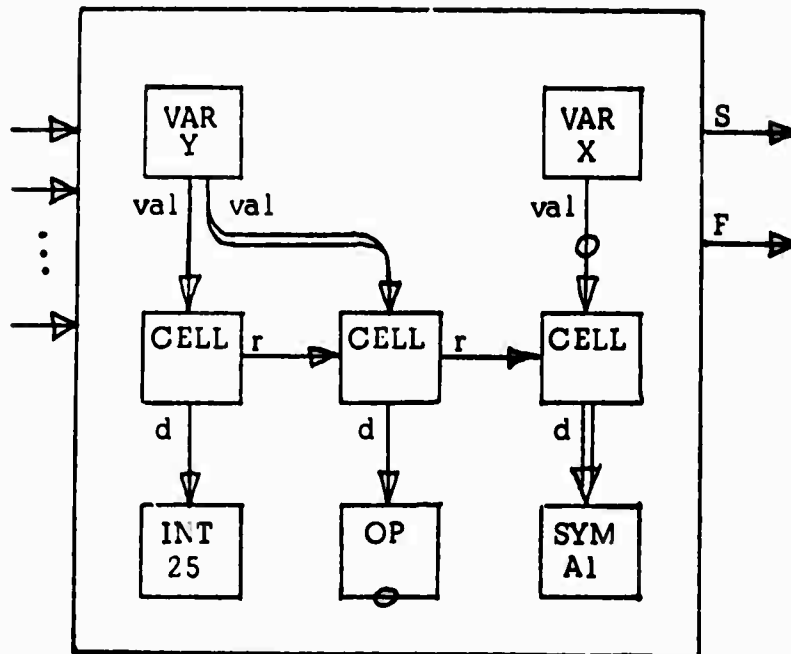 VAR
Y
VAR
X
S
val
val
val
F
CELL
r
CELL
r
CELL
d
d
d
INT
25
OP
SYM
A1